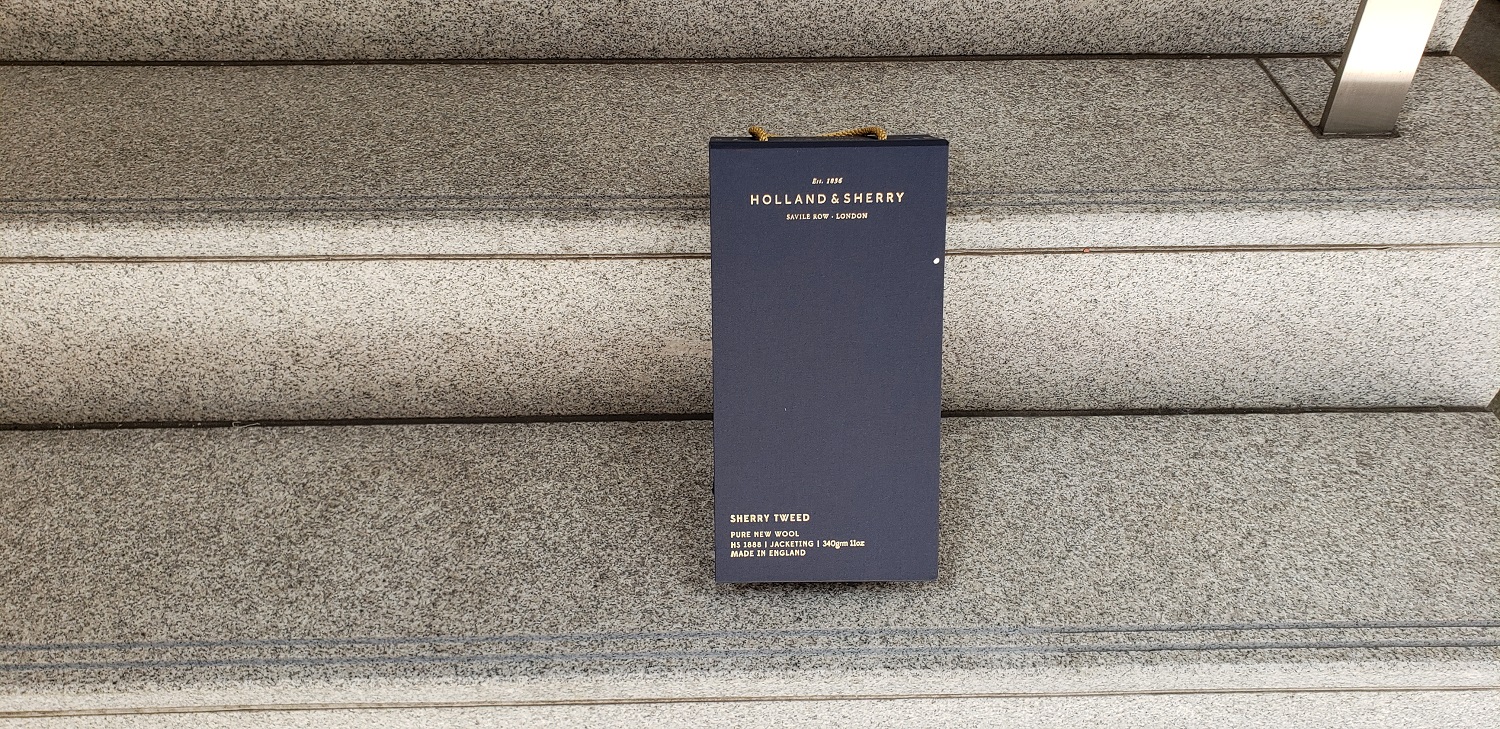 Est. 1836
HOLLAND & SHERRY
SAVILE ROW · LONDON
SHERRY TWEED
PURE NEW WOOL
HS 1888 | JACKETING | 340grm 11oz
MADE IN ENGLAND